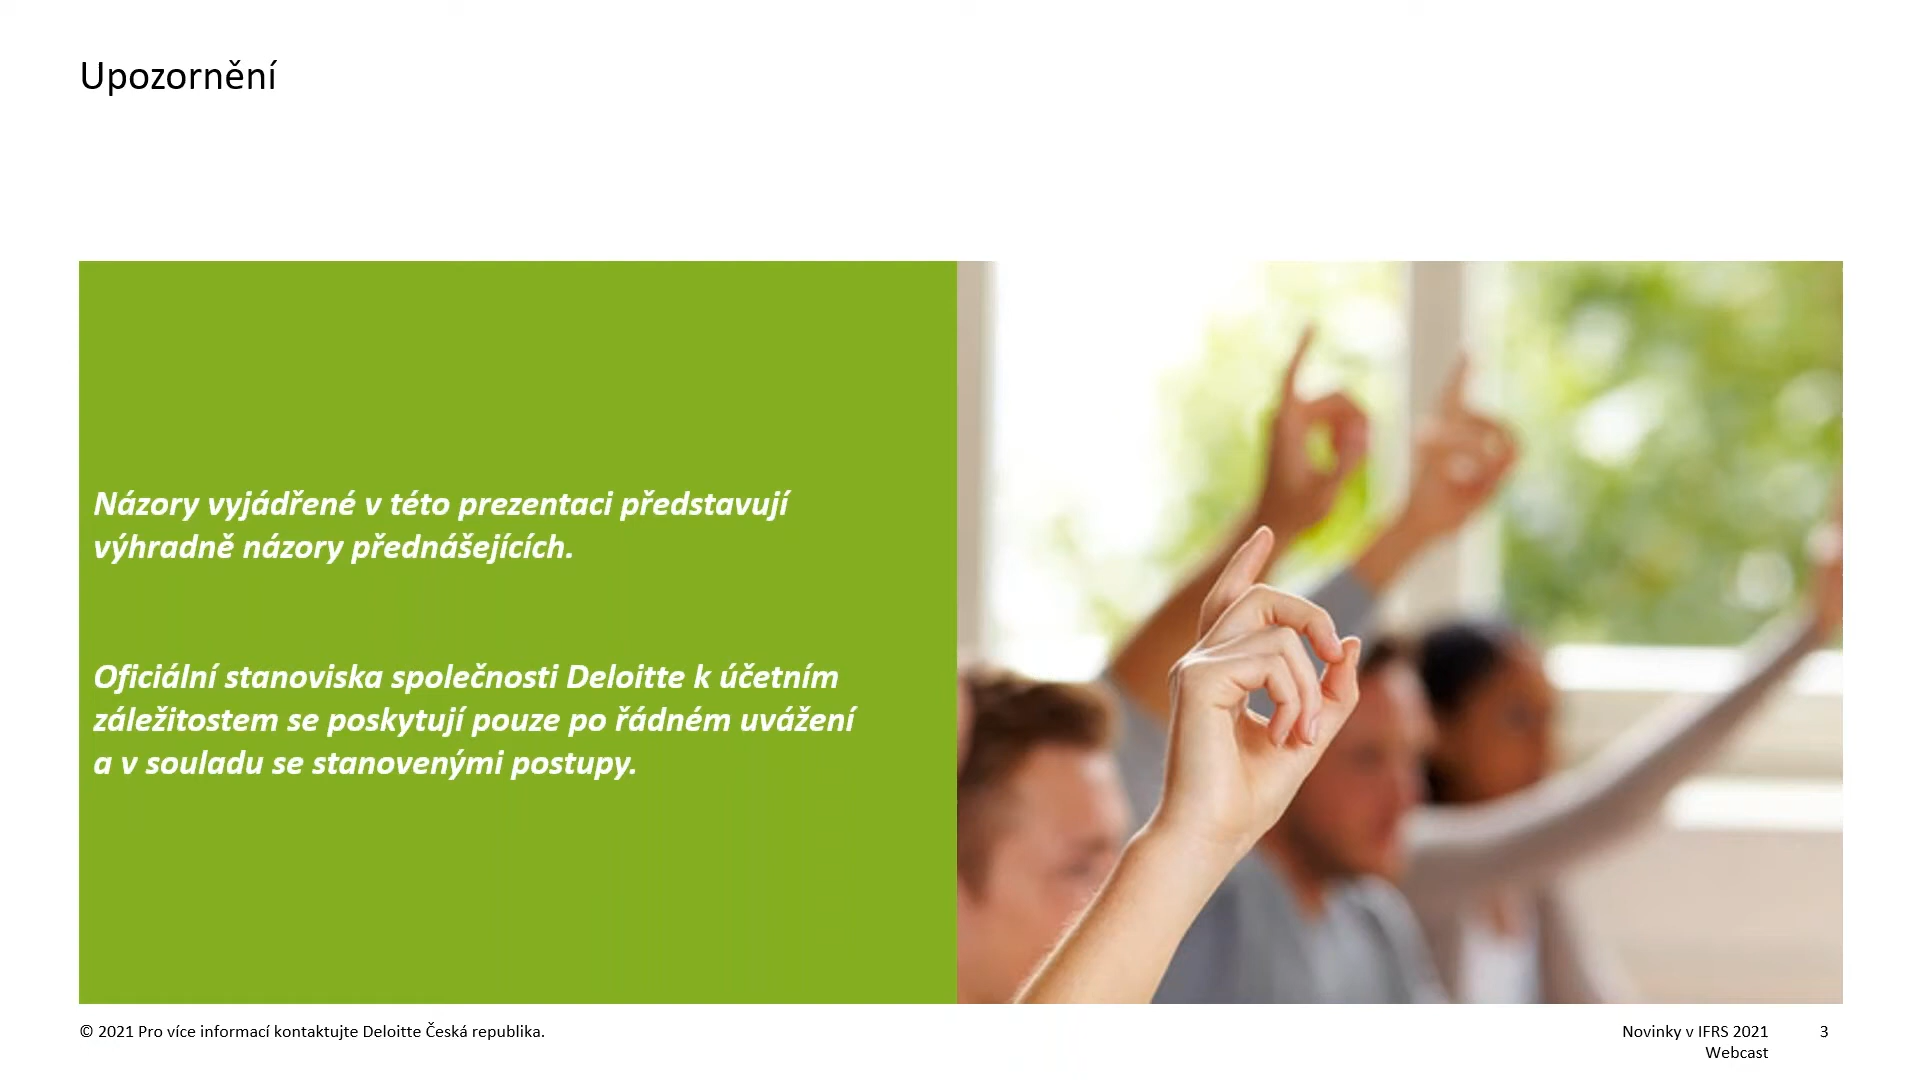 Upozornění
Názory vyjádřené v této prezentaci představují
výhradně názory přednášejících.
Oficiální stanoviska společnosti Deloitte k účetním
záležitostem se poskytují pouze po řádném uvážení
a v souladu se stanovenými postupy.
© 2021 Pro více informací kontaktujte Deloitte Česká republika.
Novinky v IFRS 2021
Webcast
3